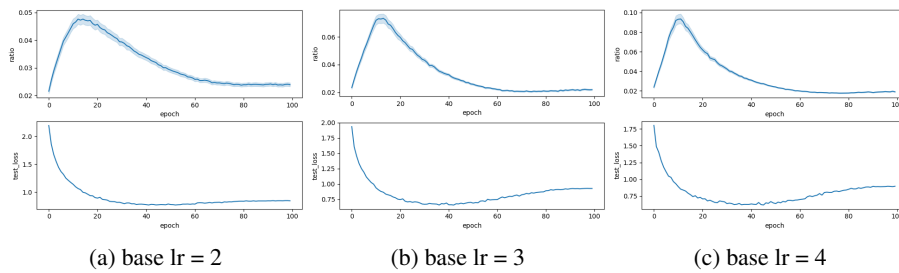 0.05
0.04
0.03
0.02
ratio
0 20 40 60 80 100
epoch
2.0
1.5
1.0
test_loss
0 20 40 60 80 100
epoch
(a) base lr = 2
0.06
0.04
0.02
ratio
0 20 40 60 80 100
epoch
2.00
1.75
1.50
1.25
1.00
0.75
test_loss
0 20 40 60 80 100
epoch
(b) base lr = 3
0.10
0.08
0.06
0.04
0.02
ratio
0 20 40 60 80 100
epoch
1.75
1.50
1.25
1.00
0.75
test_loss
0 20 40 60 80 100
epoch
(c) base lr = 4